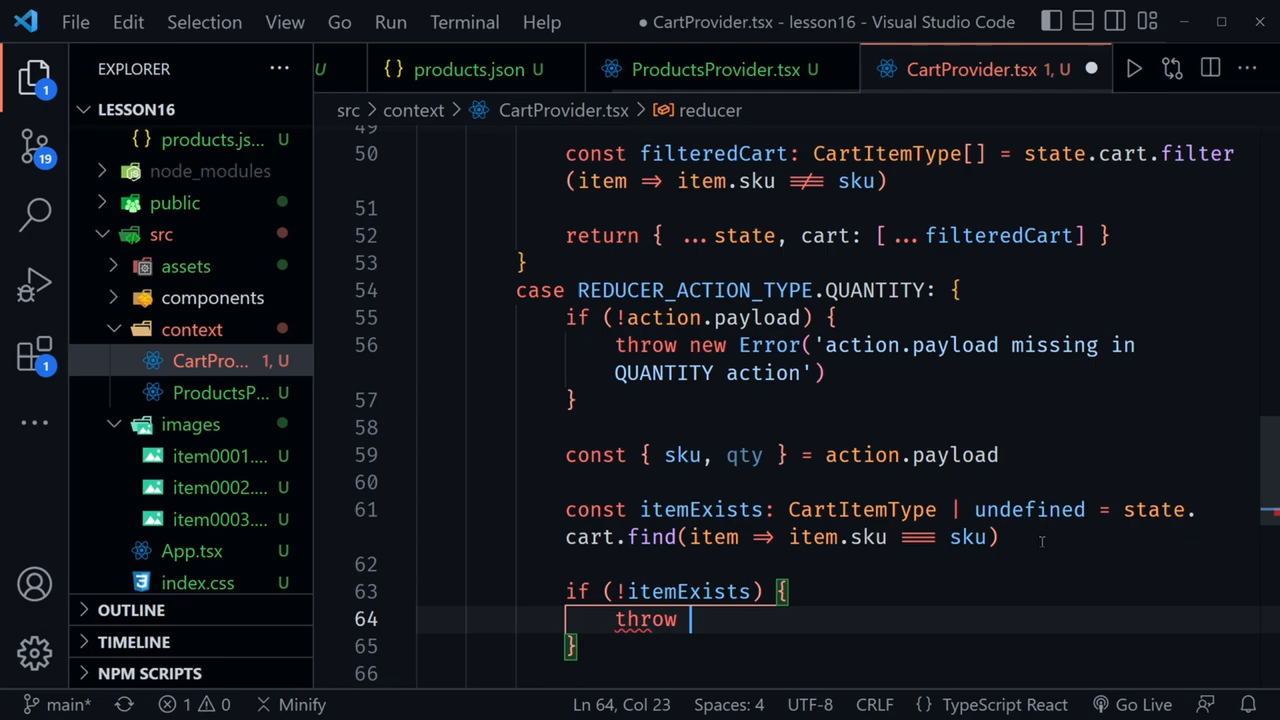 File Edit Selection View Go Run Terminal Help ● CartProvider.tsx - lesson16 - Visual Studio Code
EXPLORER ...
U {} products.json U ProductsProvider.tsx U CartProvider.tsx 1, U ● ...
src > context > CartProvider.tsx > reducer
LESSON16
{} products.js... U
node_modules
public
src
assets
components
context
CartPro... 1, U
ProductsP... U
images
item0001.... U
item0002.... U
item0003.... U
App.tsx U
index.css U
OUTLINE
TIMELINE
NPM SCRIPTS
1
19
1
49
50 const filteredCart: CartItemType[] = state.cart.filter
(item => item.sku !== sku)
51
52 return { ...state, cart: [...filteredCart] }
53 }
54 case REDUCER_ACTION_TYPE.QUANTITY: {
55 if (!action.payload) {
56 throw new Error('action.payload missing in
QUANTITY action')
57 }
58
59 const { sku, qty } = action.payload
60
61 const itemExists: CartItemType | undefined = state.
cart.find(item => item.sku === sku)
62
63 if (!itemExists) {
64 throw
65 }
66
main* 1 0 Minify Ln 64, Col 23 Spaces: 4 UTF-8 CRLF {} TypeScript React Go Live